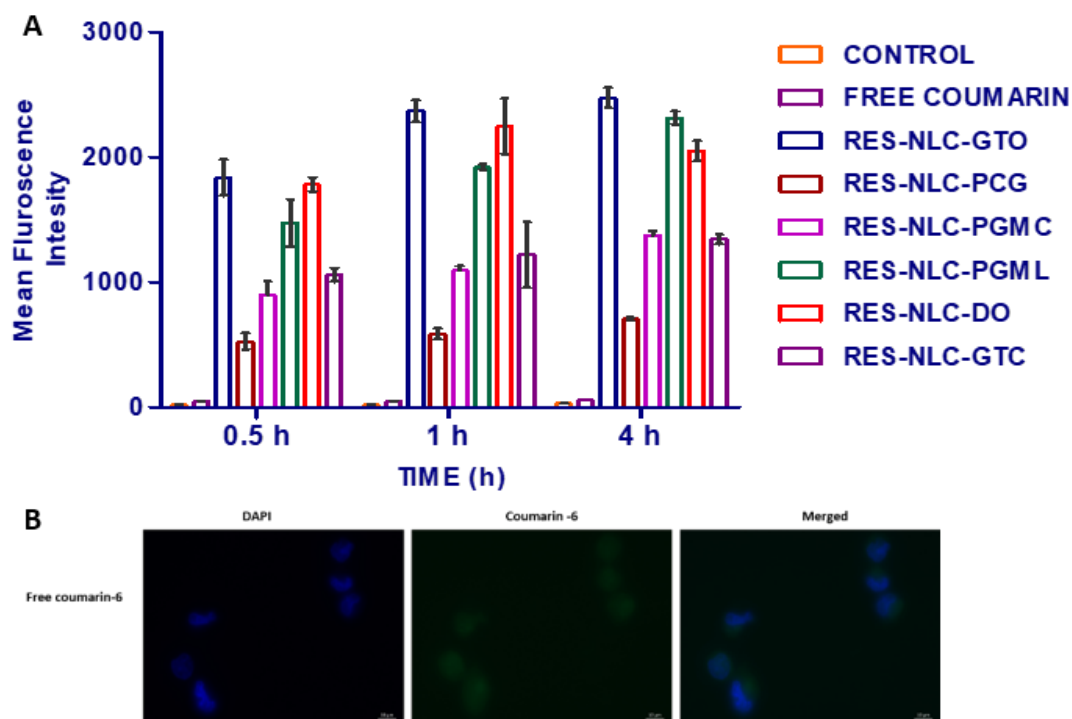 A
3000
2000
1000
0
Mean Fluroscence
Intesity
0.5 h
1 h
4 h
TIME (h)
CONTROL
FREE COUMARIN
RES-NLC-GTO
RES-NLC-PCG
RES-NLC-PGMC
RES-NLC-PGML
RES-NLC-DO
RES-NLC-GTC
B
DAPI
Coumarin -6
Merged
Free coumarin-6